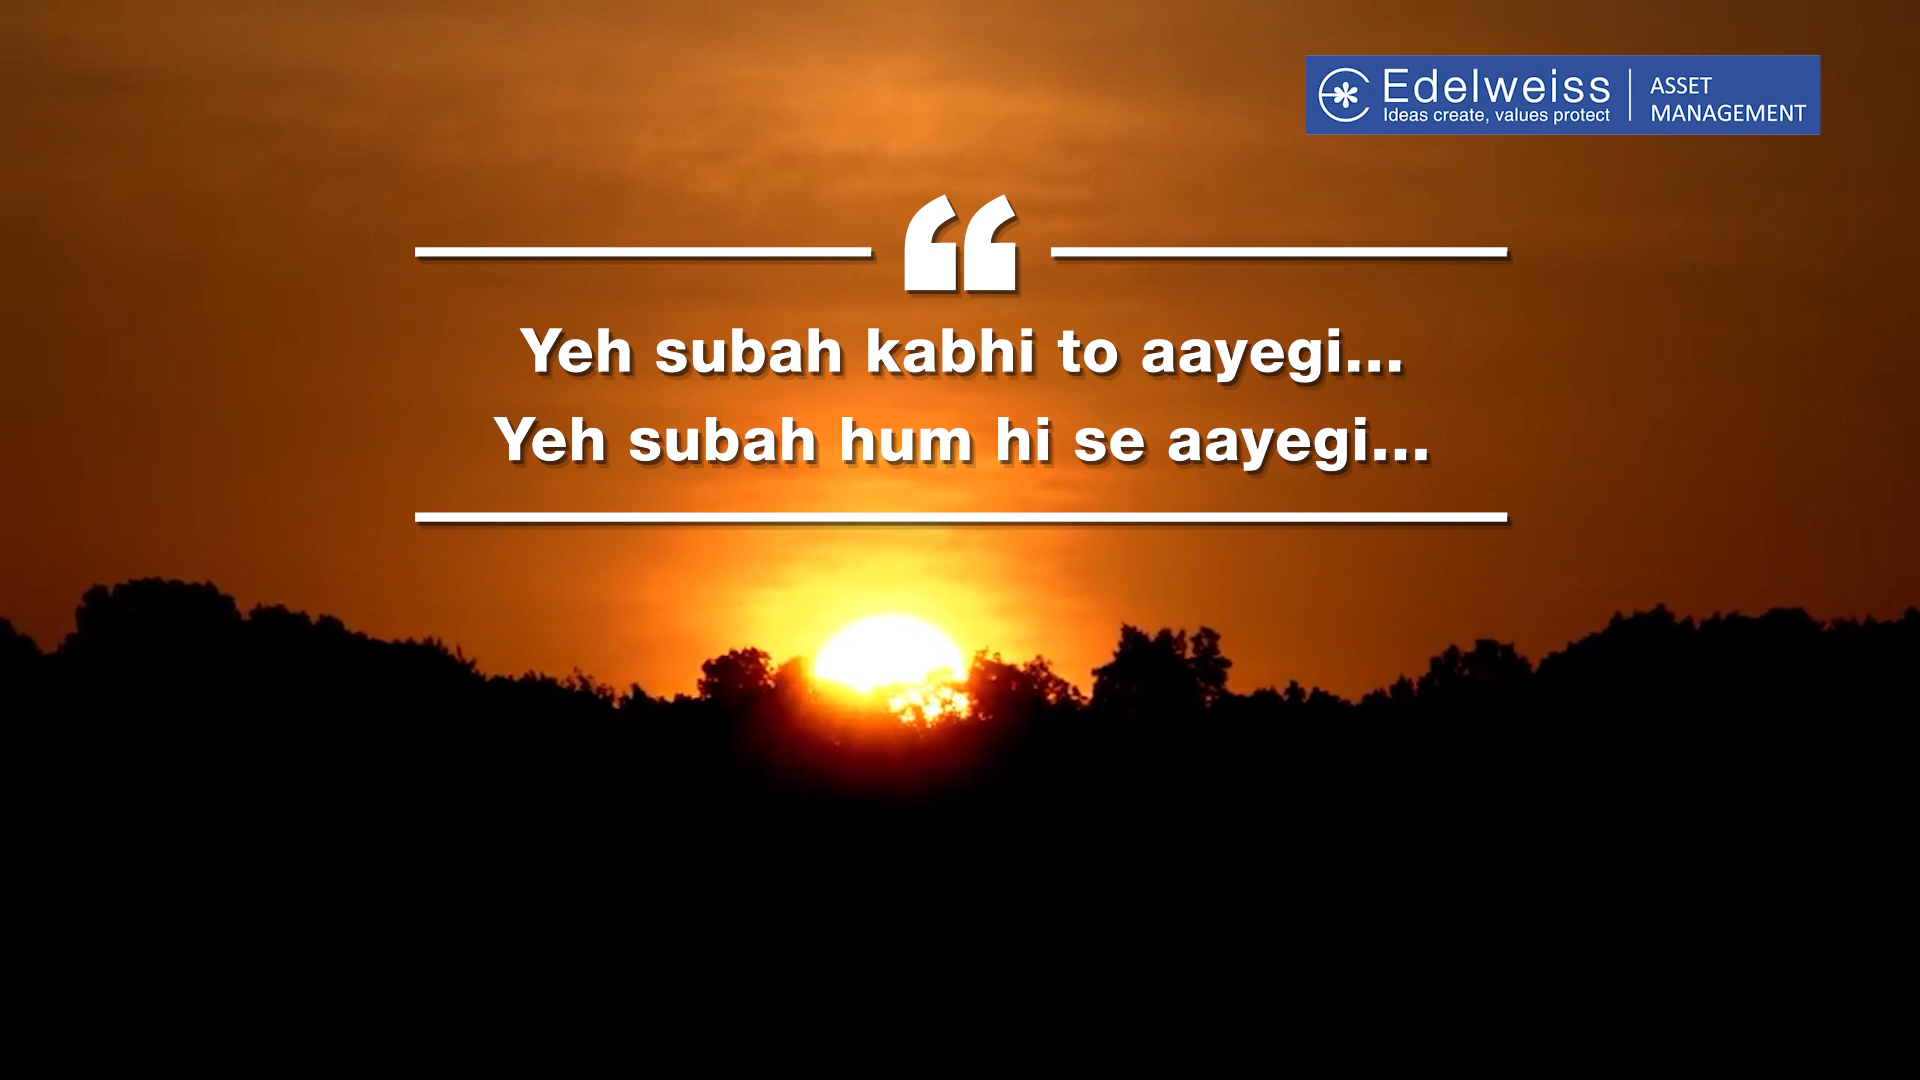 Edelweiss
Ideas create, values protect
ASSET
MANAGEMENT
“
Yeh subah kabhi to aayegi...
Yeh subah hum hi se aayegi...